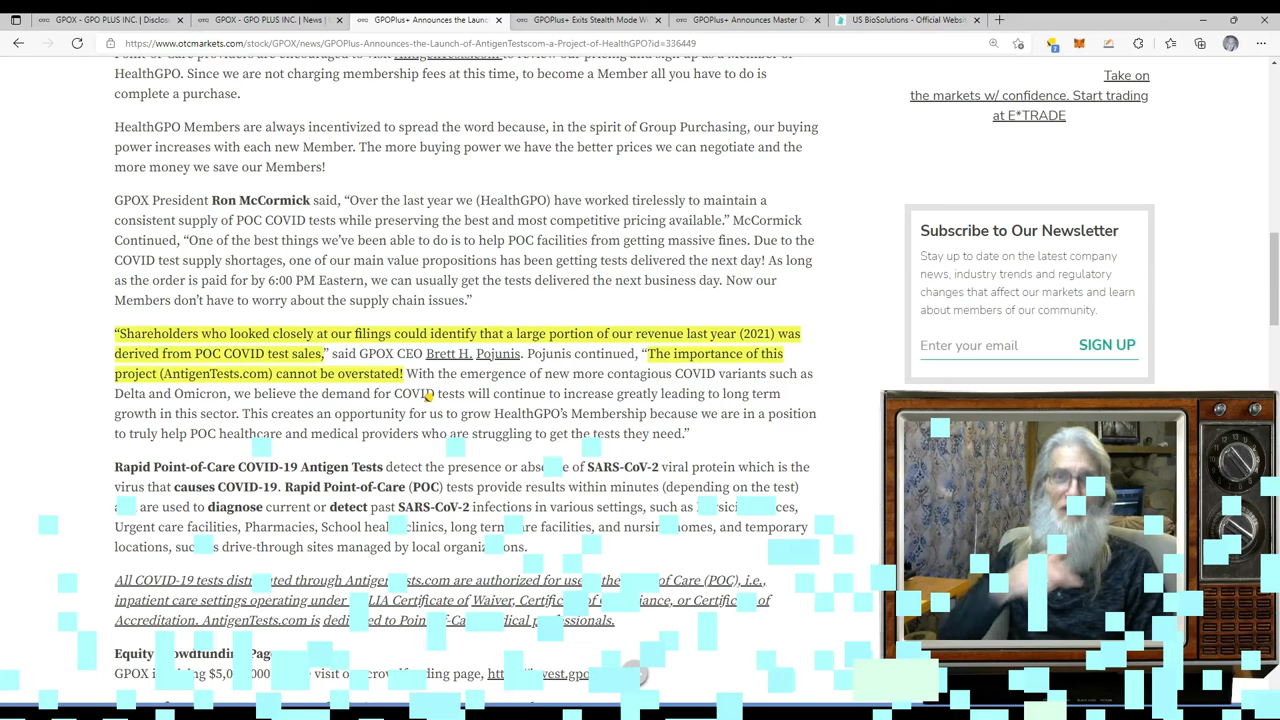 GPOX - GPO PLUS INC. | Disclosu
GPOX - GPO PLUS INC. | News |
GPOPlus+ Announces the Launc
GPOPlus+ Exits Stealth Mode W
GPOPlus+ Announces Master D
US BioSolutions - Official Websit
https://www.otcmarkets.com/stock/GPOX/news/GPOPlus-Announces-the-Launch-of-AntigenTestscom-a-Project-of-HealthGPO?id=336449
Point-of-Care providers are encouraged to visit AntigenTests.com to review our pricing and sign up as a Member of
HealthGPO. Since we are not charging membership fees at this time, to become a Member all you have to do is
complete a purchase.
HealthGPO Members are always incentivized to spread the word because, in the spirit of Group Purchasing, our buying
power increases with each new Member. The more buying power we have the better prices we can negotiate and the
more money we save our Members!
GPOX President Ron McCormick said, “Over the last year we (HealthGPO) have worked tirelessly to maintain a
consistent supply of POC COVID tests while preserving the best and most competitive pricing available.” McCormick
Continued, “One of the best things we’ve been able to do is to help POC facilities from getting massive fines. Due to the
COVID test supply shortages, one of our main value propositions has been getting tests delivered the next day! As long
as the order is paid for by 6:00 PM Eastern, we can usually get the tests delivered the next business day. Now our
Members don’t have to worry about the supply chain issues.”
“Shareholders who looked closely at our filings could identify that a large portion of our revenue last year (2021) was
derived from POC COVID test sales,” said GPOX CEO Brett H. Pojunis. Pojunis continued, “The importance of this
project (AntigenTests.com) cannot be overstated! With the emergence of new more contagious COVID variants such as
Delta and Omicron, we believe the demand for COVID tests will continue to increase greatly leading to long term
growth in this sector. This creates an opportunity for us to grow HealthGPO’s Membership because we are in a position
to truly help POC healthcare and medical providers who are struggling to get the tests they need.”
Rapid Point-of-Care COVID-19 Antigen Tests detect the presence or abse e of SARS-CoV-2 viral protein which is the
virus that causes COVID-19. Rapid Point-of-Care (POC) tests provide results within minutes (depending on the test)
are used to diagnose current or detect past SARS-CoV-2 infections in various settings, such as
Urgent care facilities, Pharmacies, School heal clinics, long term re facilities, and nursin omes, and temporary
locations, suc s drive-through sites managed by local organiz ons.
All COVID-19 tests distr ted through Antigen sts.com are authorized for use the of Care (POC), i.e.,
inpatient care settings operating under LIA Certificate of Waiver, Certific of iance, or Certific of
Accreditation. AntigenTests.com is dedicated to Poin f-Ca dical professionals.
Equity rowdfundin Pag
GPOX i ing $5,0 000 e visit o cro ding page, ht vest.gpo
Take on
the markets w/ confidence. Start trading
at E*TRADE
Subscribe to Our Newsletter
Stay up to date on the latest company
news, industry trends and regulatory
changes that affect our markets and learn
about members of our community.
Enter your email SIGN UP